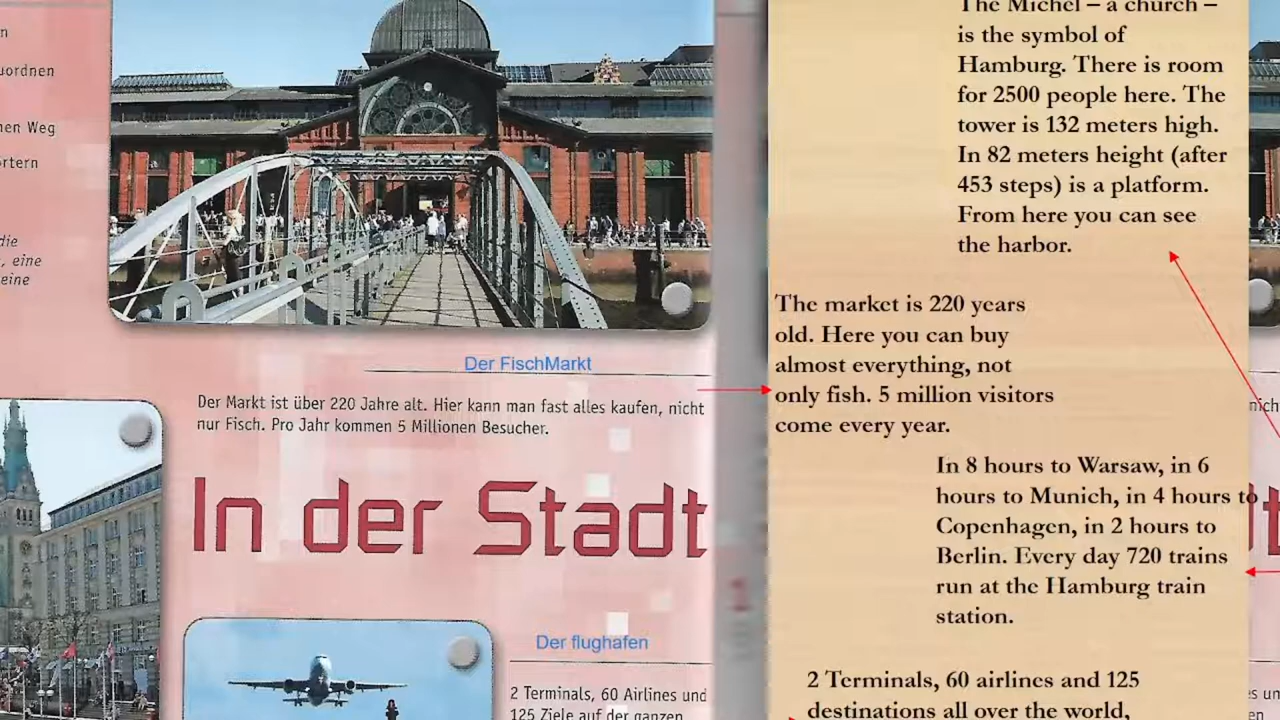 n
uordnen
nen Weg
örtern
die
, eine
eine
Der FischMarkt
Der Markt ist über 220 Jahre alt. Hier kann man fast alles kaufen, nicht
nur Fisch. Pro Jahr kommen 5 Millionen Besucher.
In der Stadt
Der flughafen
2 Terminals, 60 Airlines und
125 Ziele auf der ganzen
1
The Michel – a church –
is the symbol of
Hamburg. There is room
for 2500 people here. The
tower is 132 meters high.
In 82 meters height (after
453 steps) is a platform.
From here you can see
the harbor.
The market is 220 years
old. Here you can buy
almost everything, not
only fish. 5 million visitors
come every year.
In 8 hours to Warsaw, in 6
hours to Munich, in 4 hours to
Copenhagen, in 2 hours to
Berlin. Every day 720 trains
run at the Hamburg train
station.
2 Terminals, 60 airlines and 125
destinations all over the world,